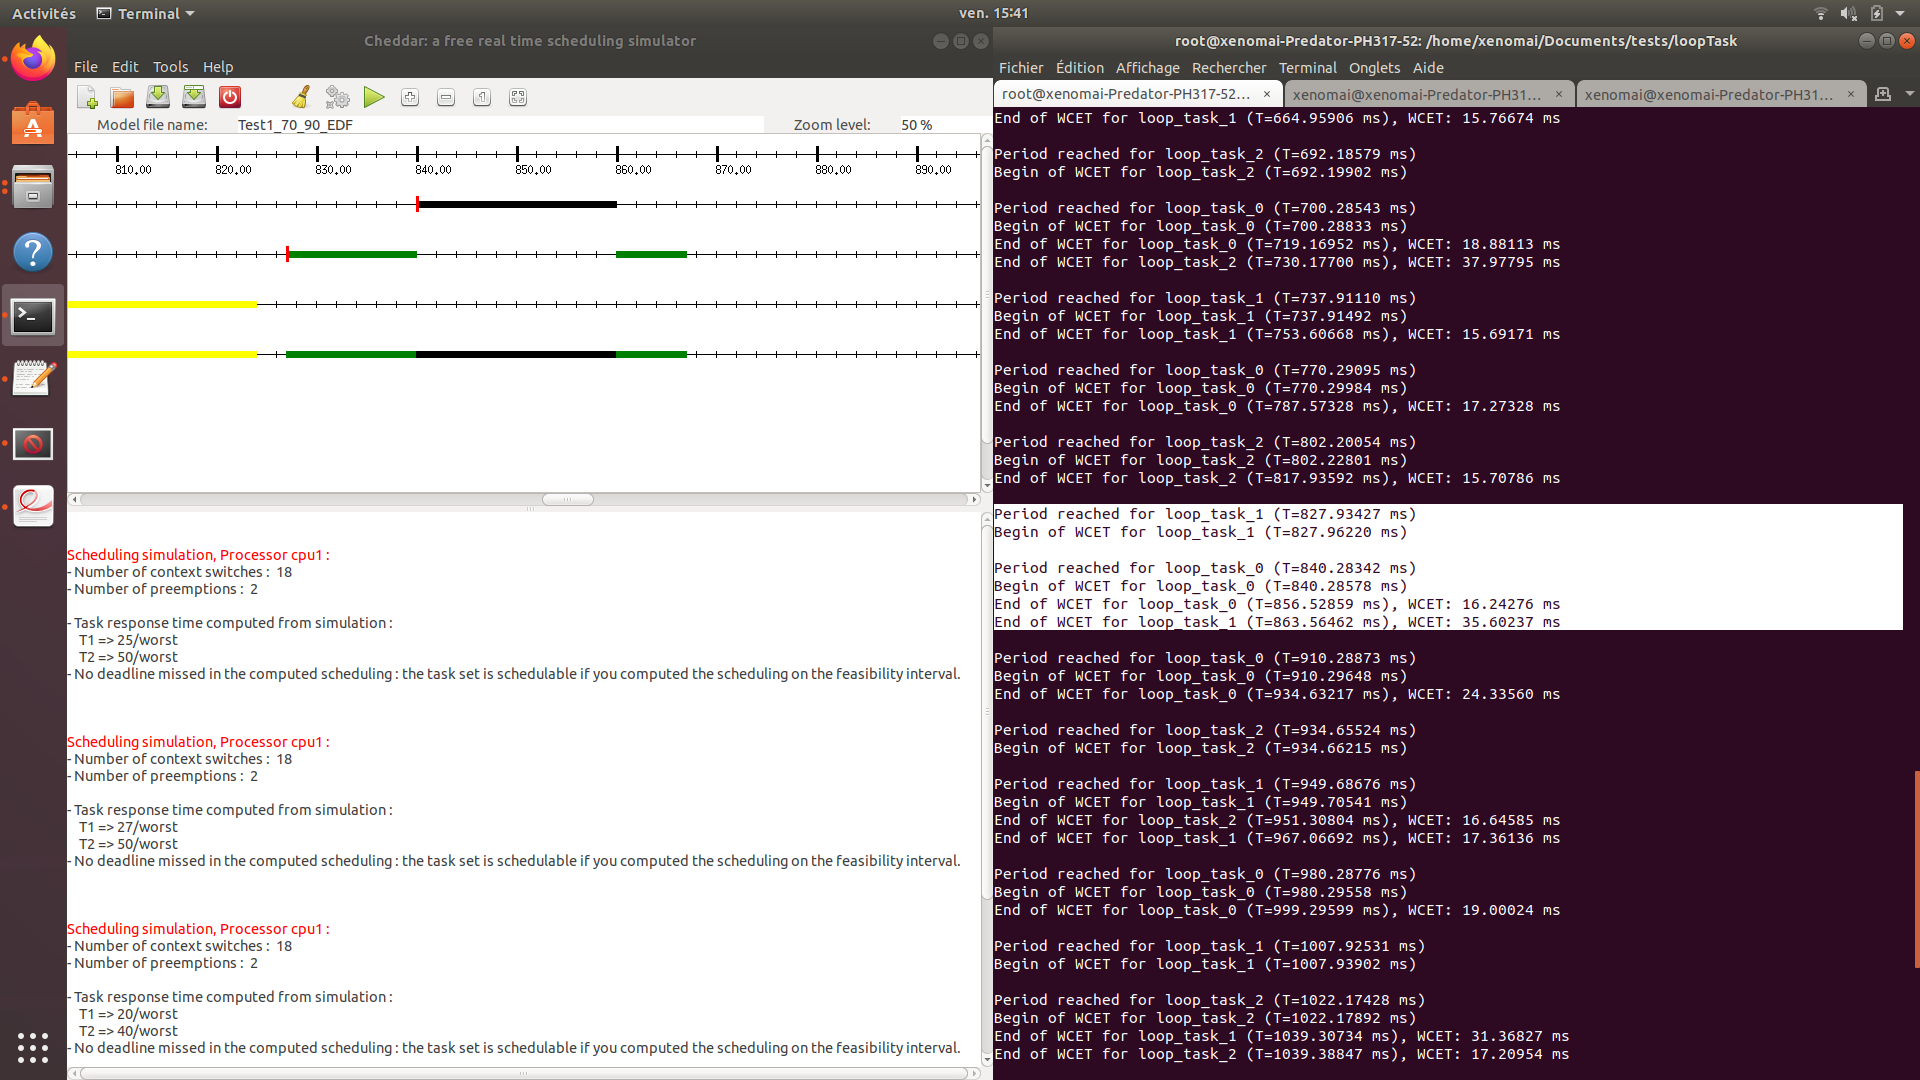 Activités
Terminal
ven. 15:41
Cheddar: a free real time scheduling simulator
File Edit Tools Help
Model file name: Test1_70_90_EDF
Zoom level: 50 %
810.00 820.00 830.00 840.00 850.00 860.00 870.00 880.00 890.00
Scheduling simulation, Processor cpu1 :
- Number of context switches : 18
- Number of preemptions : 2
- Task response time computed from simulation :
T1 => 25/worst
T2 => 50/worst
- No deadline missed in the computed scheduling : the task set is schedulable if you computed the scheduling on the feasibility interval.
Scheduling simulation, Processor cpu1 :
- Number of context switches : 18
- Number of preemptions : 2
- Task response time computed from simulation :
T1 => 27/worst
T2 => 50/worst
- No deadline missed in the computed scheduling : the task set is schedulable if you computed the scheduling on the feasibility interval.
Scheduling simulation, Processor cpu1 :
- Number of context switches : 18
- Number of preemptions : 2
- Task response time computed from simulation :
T1 => 20/worst
T2 => 40/worst
- No deadline missed in the computed scheduling : the task set is schedulable if you computed the scheduling on the feasibility interval.
root@xenomai-Predator-PH317-52: /home/xenomai/Documents/tests/loopTask
Fichier Édition Affichage Rechercher Terminal Onglets Aide
root@xenomai-Predator-PH317-52...
xenomai@xenomai-Predator-PH31...
xenomai@xenomai-Predator-PH31...
End of WCET for loop_task_1 (T=664.95906 ms), WCET: 15.76674 ms
Period reached for loop_task_2 (T=692.18579 ms)
Begin of WCET for loop_task_2 (T=692.19902 ms)
Period reached for loop_task_0 (T=700.28543 ms)
Begin of WCET for loop_task_0 (T=700.28833 ms)
End of WCET for loop_task_0 (T=719.16952 ms), WCET: 18.88113 ms
End of WCET for loop_task_2 (T=730.17700 ms), WCET: 37.97795 ms
Period reached for loop_task_1 (T=737.91110 ms)
Begin of WCET for loop_task_1 (T=737.91492 ms)
End of WCET for loop_task_1 (T=753.60668 ms), WCET: 15.69171 ms
Period reached for loop_task_0 (T=770.29095 ms)
Begin of WCET for loop_task_0 (T=770.29984 ms)
End of WCET for loop_task_0 (T=787.57328 ms), WCET: 17.27328 ms
Period reached for loop_task_2 (T=802.20054 ms)
Begin of WCET for loop_task_2 (T=802.22801 ms)
End of WCET for loop_task_2 (T=817.93592 ms), WCET: 15.70786 ms
Period reached for loop_task_1 (T=827.93427 ms)
Begin of WCET for loop_task_1 (T=827.96220 ms)
Period reached for loop_task_0 (T=840.28342 ms)
Begin of WCET for loop_task_0 (T=840.28578 ms)
End of WCET for loop_task_0 (T=856.52859 ms), WCET: 16.24276 ms
End of WCET for loop_task_1 (T=863.56462 ms), WCET: 35.60237 ms
Period reached for loop_task_0 (T=910.28873 ms)
Begin of WCET for loop_task_0 (T=910.29648 ms)
End of WCET for loop_task_0 (T=934.63217 ms), WCET: 24.33560 ms
Period reached for loop_task_2 (T=934.65524 ms)
Begin of WCET for loop_task_2 (T=934.66215 ms)
Period reached for loop_task_1 (T=949.68676 ms)
Begin of WCET for loop_task_1 (T=949.70541 ms)
End of WCET for loop_task_2 (T=951.30804 ms), WCET: 16.64585 ms
End of WCET for loop_task_1 (T=967.06692 ms), WCET: 17.36136 ms
Period reached for loop_task_0 (T=980.28776 ms)
Begin of WCET for loop_task_0 (T=980.29558 ms)
End of WCET for loop_task_0 (T=999.29599 ms), WCET: 19.00024 ms
Period reached for loop_task_1 (T=1007.92531 ms)
Begin of WCET for loop_task_1 (T=1007.93902 ms)
Period reached for loop_task_2 (T=1022.17428 ms)
Begin of WCET for loop_task_2 (T=1022.17892 ms)
End of WCET for loop_task_1 (T=1039.30734 ms), WCET: 31.36827 ms
End of WCET for loop_task_2 (T=1039.38847 ms), WCET: 17.20954 ms